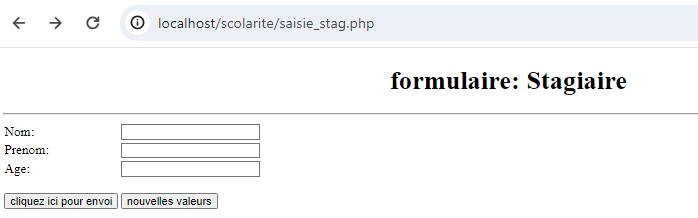 localhost/scolarite/saisie_stag.php
formulaire: Stagiaire
Nom:
Prenom:
Age:
cliquez ici pour envoi nouvelles valeurs